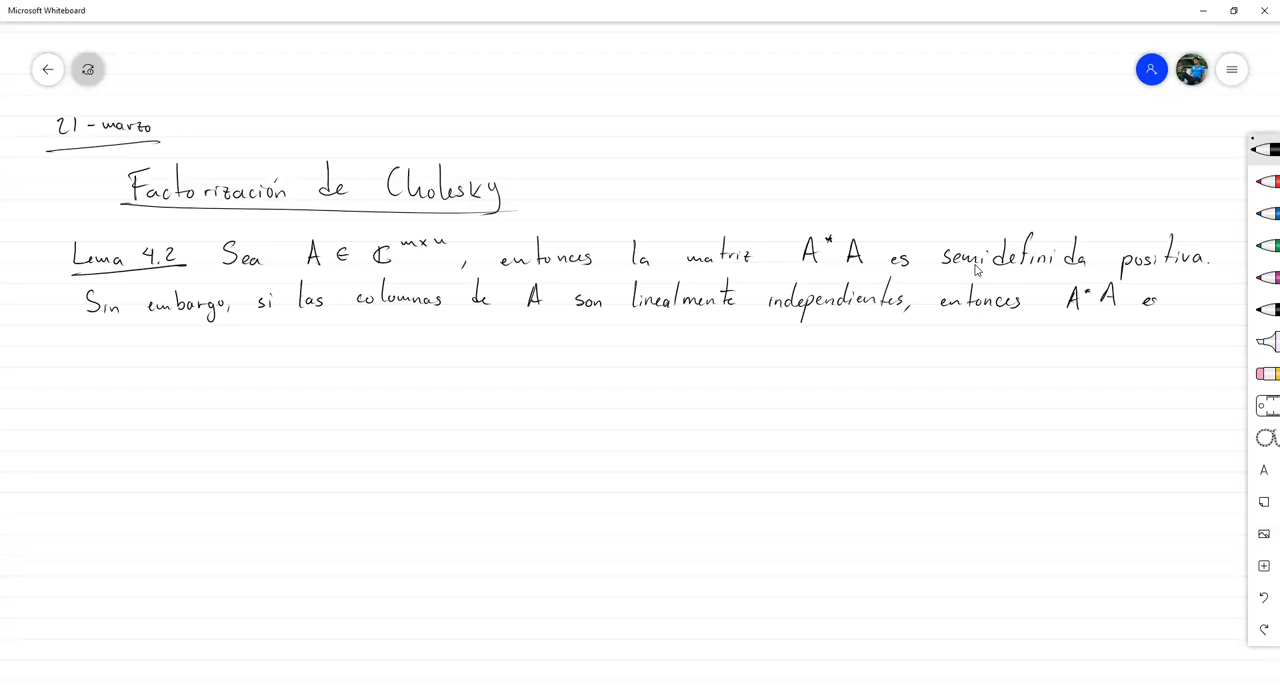 Microsoft Whiteboard
21 - marzo
Factorización de Cholesky
Lema 4.2 Sea A ∈ ℂ^{m×n}, entonces la matriz A* A es semidefinida positiva.
Sin embargo, si las columnas de A son linealmente independientes, entonces A* A es
A